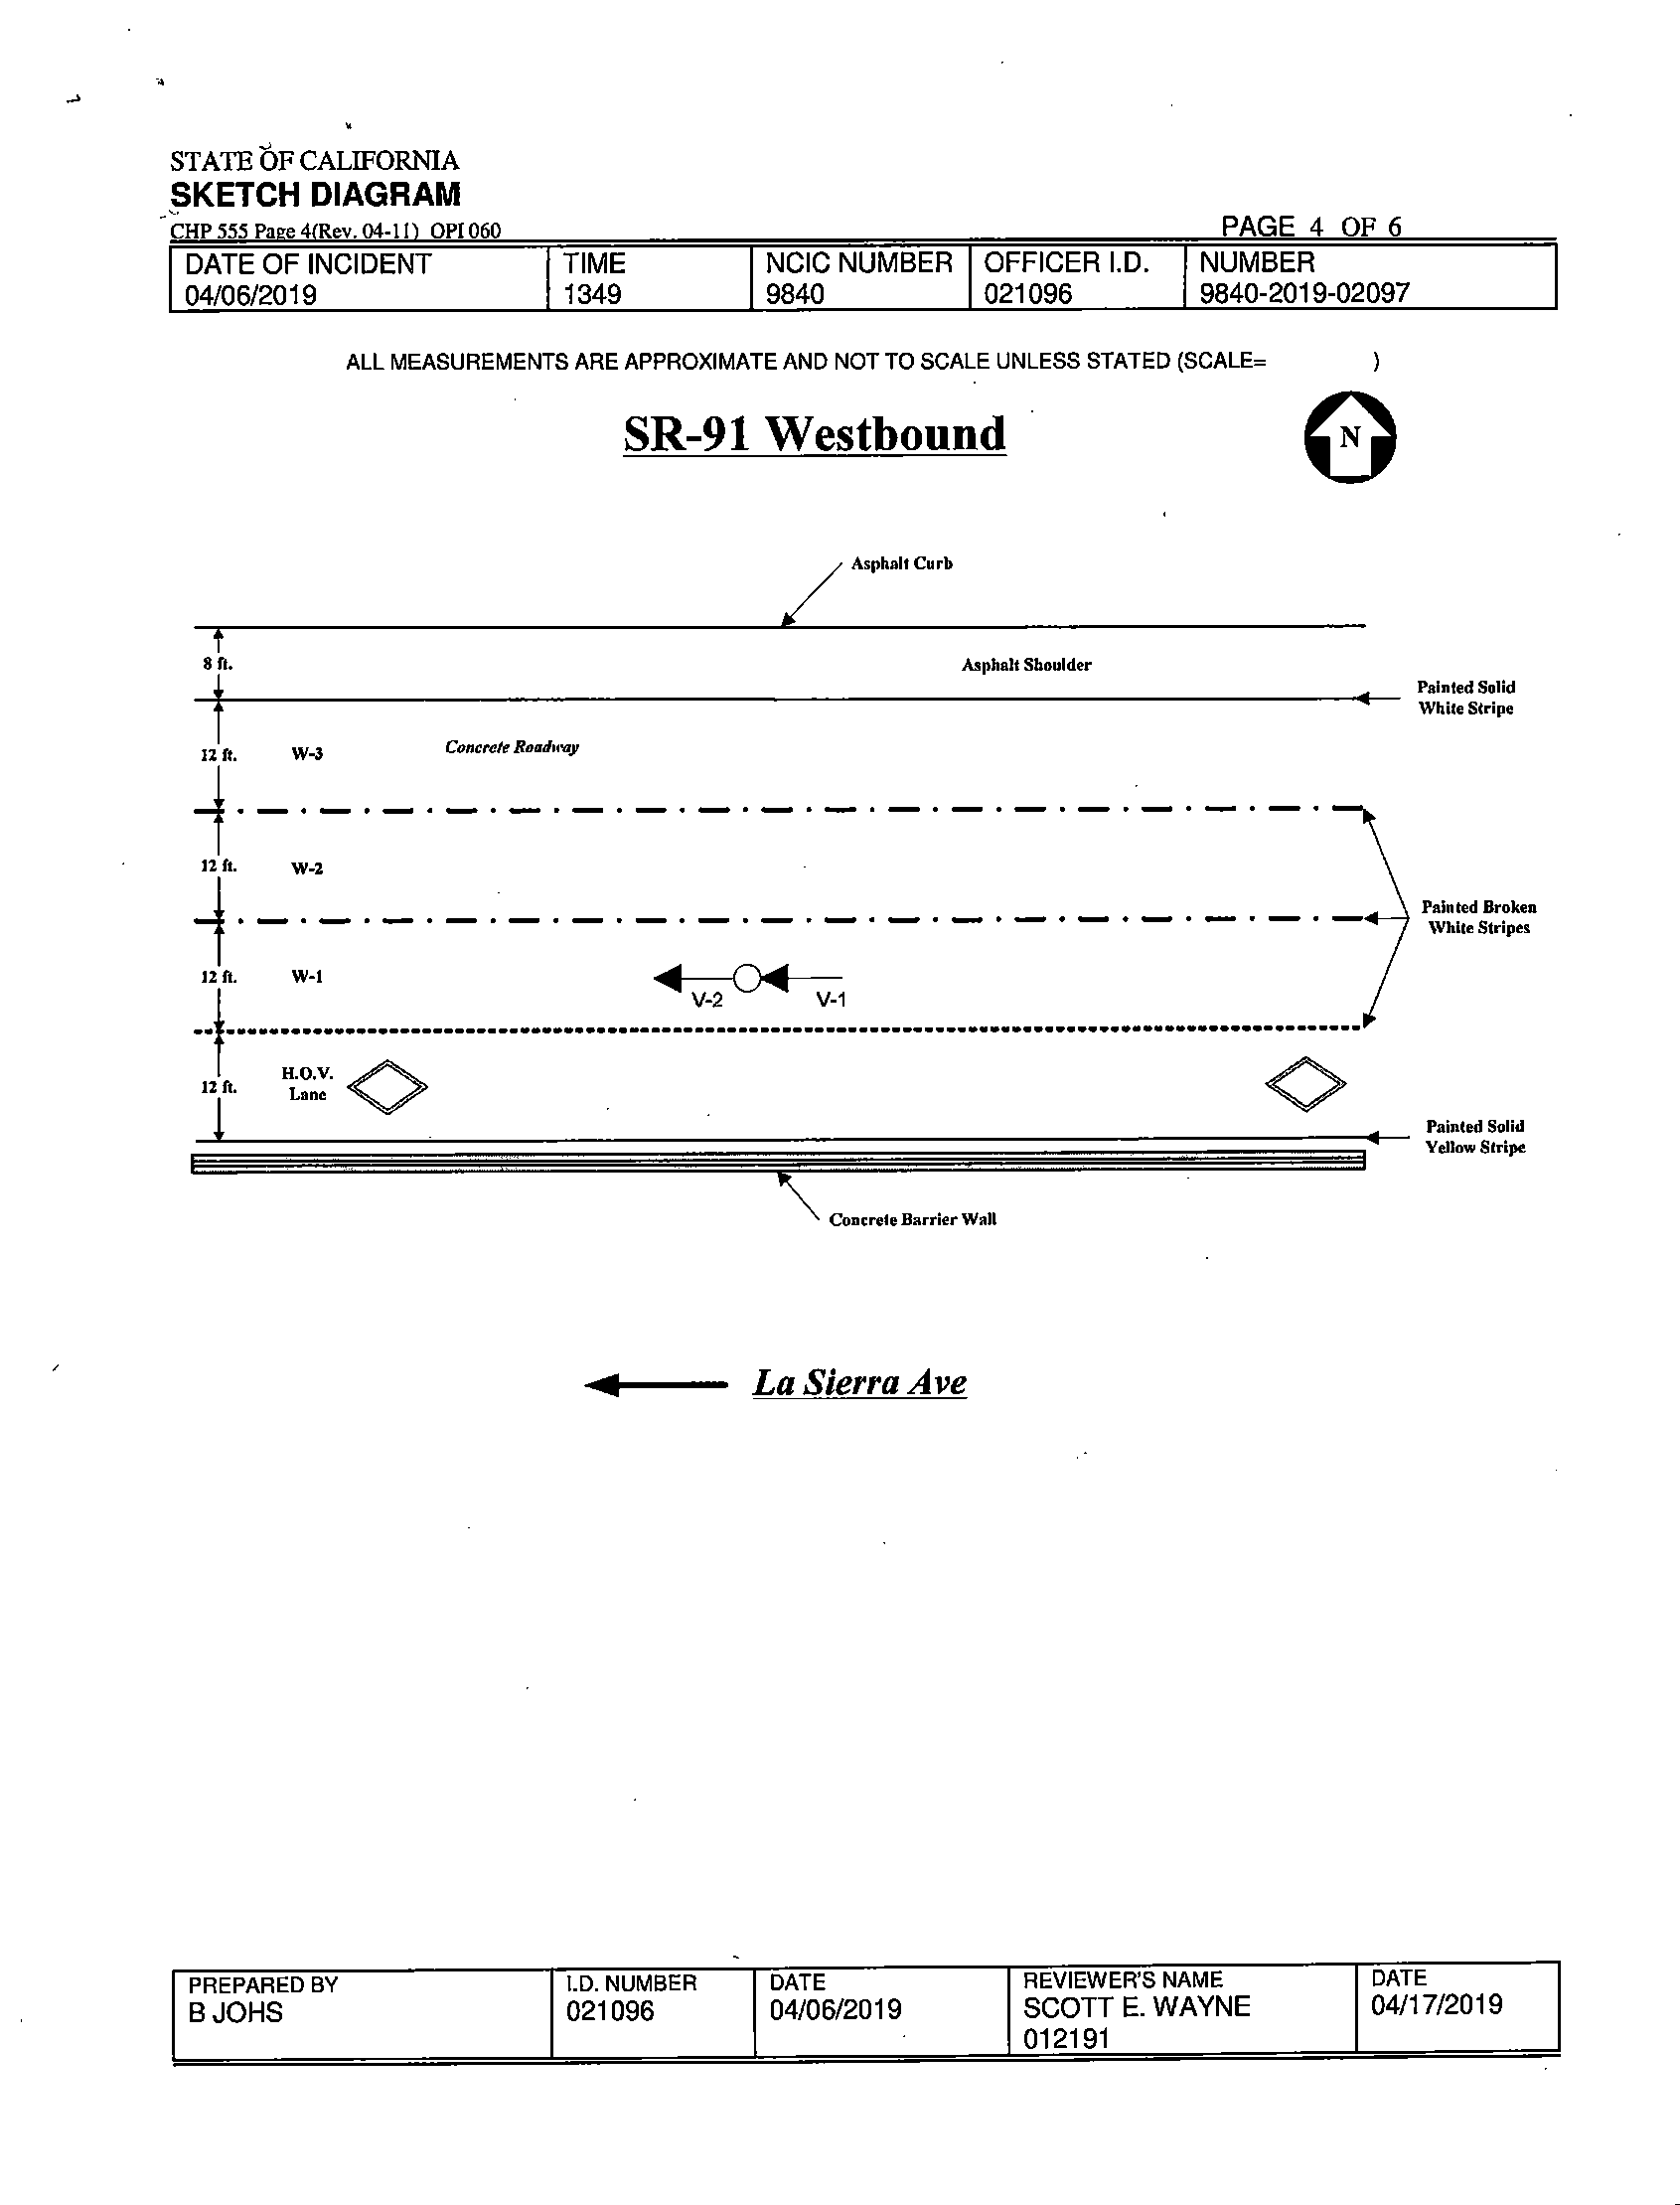 STATE OF CALIFORNIA
SKETCH DIAGRAM
CHP 555 Page 4(Rev. 04-11) OPI 060
PAGE 4 OF 6
DATE OF INCIDENT TIME NCIC NUMBER OFFICER I.D. NUMBER
04/06/2019 1349 9840 021096 9840-2019-02097
ALL MEASUREMENTS ARE APPROXIMATE AND NOT TO SCALE UNLESS STATED (SCALE= )
SR-91 Westbound
N
Asphalt Curb
8 ft.
Asphalt Shoulder
Painted Solid
White Stripe
12 ft.
W-3
Concrete Roadway
12 ft.
W-2
Painted Broken
White Stripes
12 ft.
W-1
V-2
V-1
12 ft.
H.O.V.
Lane
Painted Solid
Yellow Stripe
Concrete Barrier Wall
La Sierra Ave
PREPARED BY I.D. NUMBER DATE REVIEWER'S NAME DATE
B JOHS 021096 04/06/2019 SCOTT E. WAYNE 04/17/2019
012191